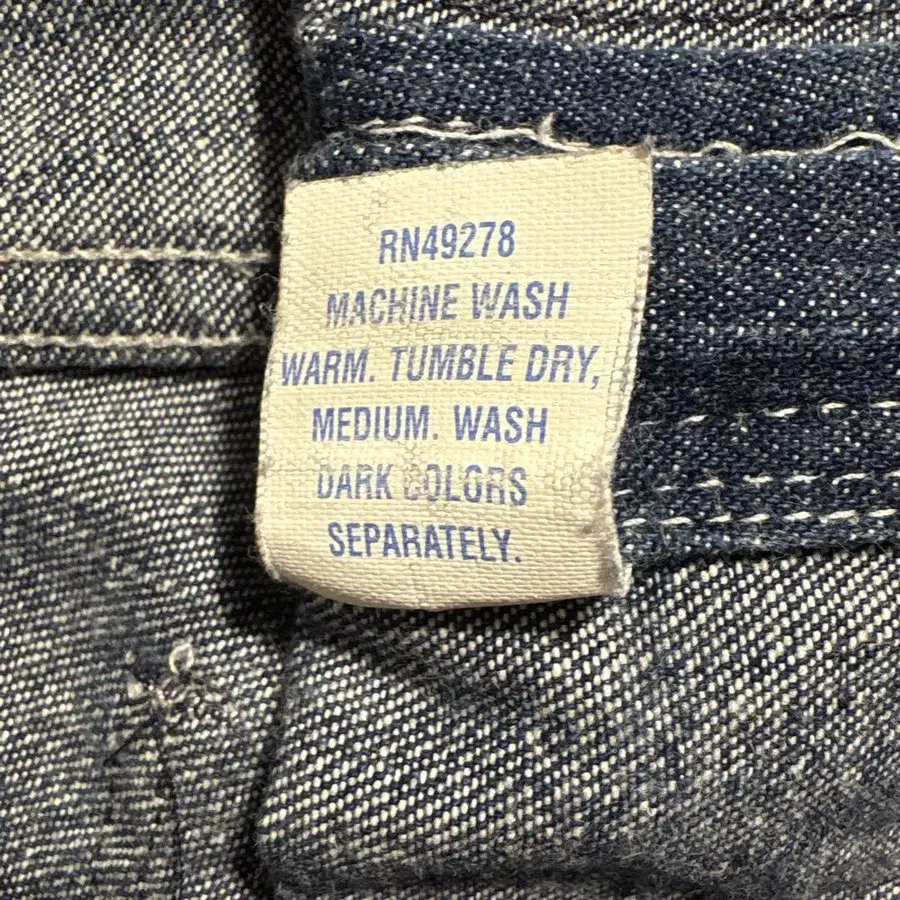 RN49278
MACHINE WASH
WARM. TUMBLE DRY,
MEDIUM. WASH
DARK COLORS
SEPARATELY.